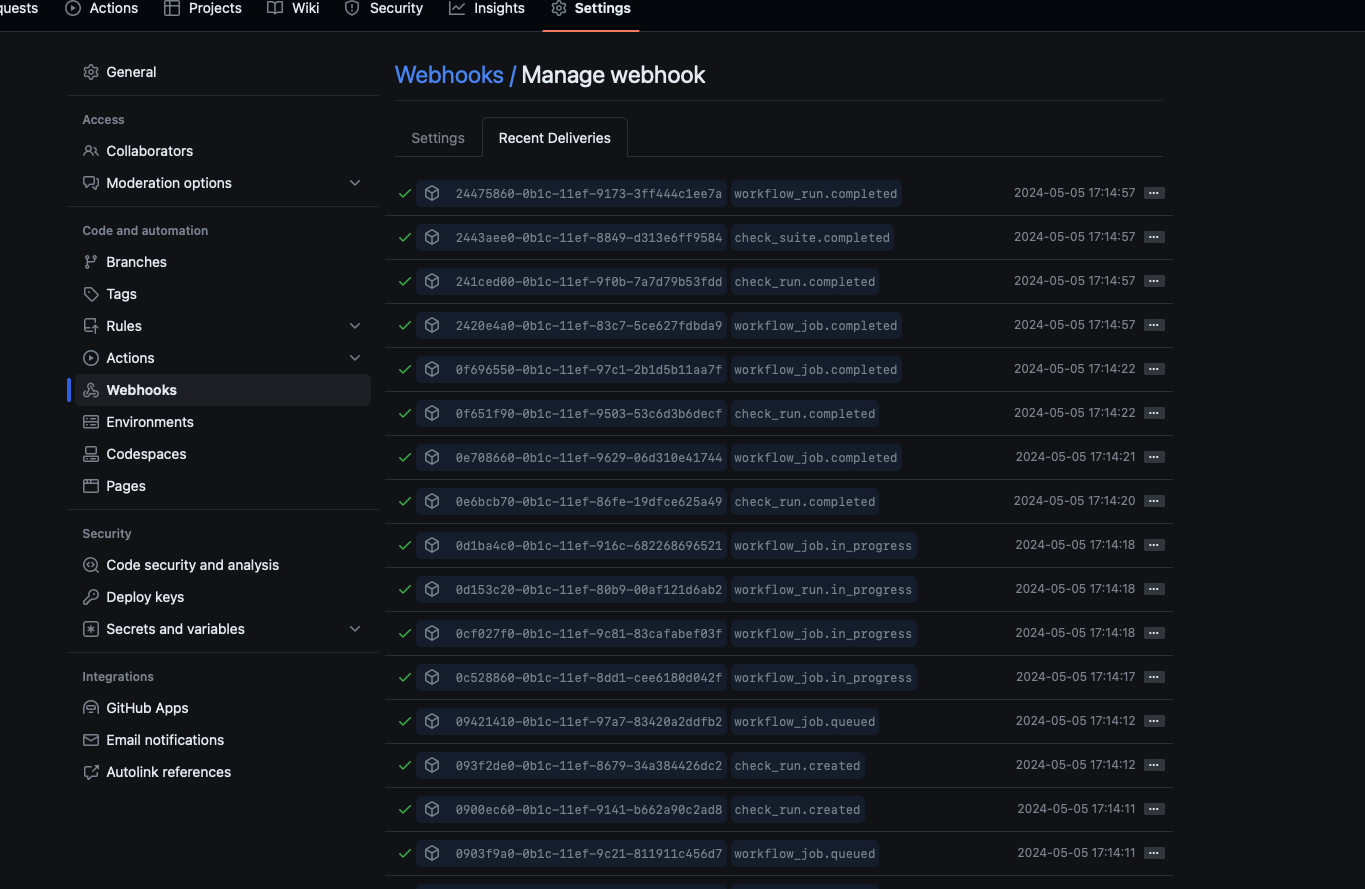 quests Actions Projects Wiki Security Insights Settings
General
Access
Collaborators
Moderation options
Code and automation
Branches
Tags
Rules
Actions
Webhooks
Environments
Codespaces
Pages
Security
Code security and analysis
Deploy keys
Secrets and variables
Integrations
GitHub Apps
Email notifications
Autolink references
Webhooks / Manage webhook
Settings Recent Deliveries
24475860-0b1c-11ef-9173-3ff444c1ee7a workflow_run.completed 2024-05-05 17:14:57
2443aee0-0b1c-11ef-8849-d313e6ff9584 check_suite.completed 2024-05-05 17:14:57
241ced00-0b1c-11ef-9f0b-7a7d79b53fdd check_run.completed 2024-05-05 17:14:57
2420e4a0-0b1c-11ef-83c7-5ce627fdbda9 workflow_job.completed 2024-05-05 17:14:57
0f696550-0b1c-11ef-97c1-2b1d5b11aa7f workflow_job.completed 2024-05-05 17:14:22
0f651f90-0b1c-11ef-9503-53c6d3b6decf check_run.completed 2024-05-05 17:14:22
0e708660-0b1c-11ef-9629-06d310e41744 workflow_job.completed 2024-05-05 17:14:21
0e6bcb70-0b1c-11ef-86fe-19dfce625a49 check_run.completed 2024-05-05 17:14:20
0d1ba4c0-0b1c-11ef-916c-682268696521 workflow_job.in_progress 2024-05-05 17:14:18
0d153c20-0b1c-11ef-80b9-00af121d6ab2 workflow_run.in_progress 2024-05-05 17:14:18
0cf027f0-0b1c-11ef-9c81-83cafabef03f workflow_job.in_progress 2024-05-05 17:14:18
0c528860-0b1c-11ef-8dd1-cee6180d042f workflow_job.in_progress 2024-05-05 17:14:17
09421410-0b1c-11ef-97a7-83420a2ddfb2 workflow_job.queued 2024-05-05 17:14:12
093f2de0-0b1c-11ef-8679-34a384426dc2 check_run.created 2024-05-05 17:14:12
0900ec60-0b1c-11ef-9141-b662a90c2ad8 check_run.created 2024-05-05 17:14:11
0903f9a0-0b1c-11ef-9c21-811911c456d7 workflow_job.queued 2024-05-05 17:14:11